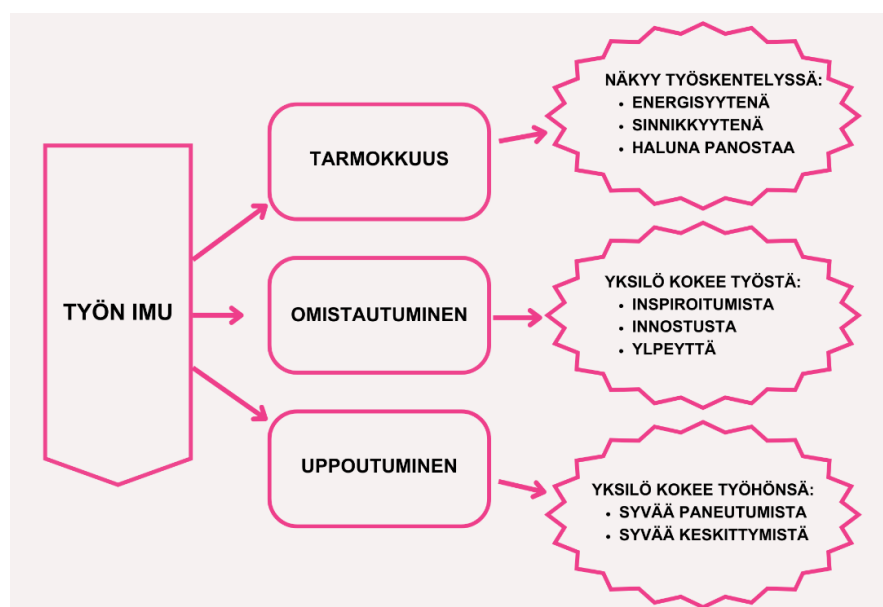 TYÖN IMU
TARMOKKUUS
NÄKYY TYÖSKENTELYSSÄ:
• ENERGISYYTENÄ
• SINNIKKYYTENÄ
• HALUNA PANOSTAA
OMISTAUTUMINEN
YKSILÖ KOKEE TYÖSTÄ:
• INSPIROITUMISTA
• INNOSTUSTA
• YLPEYTTÄ
UPPOUTUMINEN
YKSILÖ KOKEE TYÖHÖNSÄ:
• SYVÄÄ PANEUTUMISTA
• SYVÄÄ KESKITTYMISTÄ